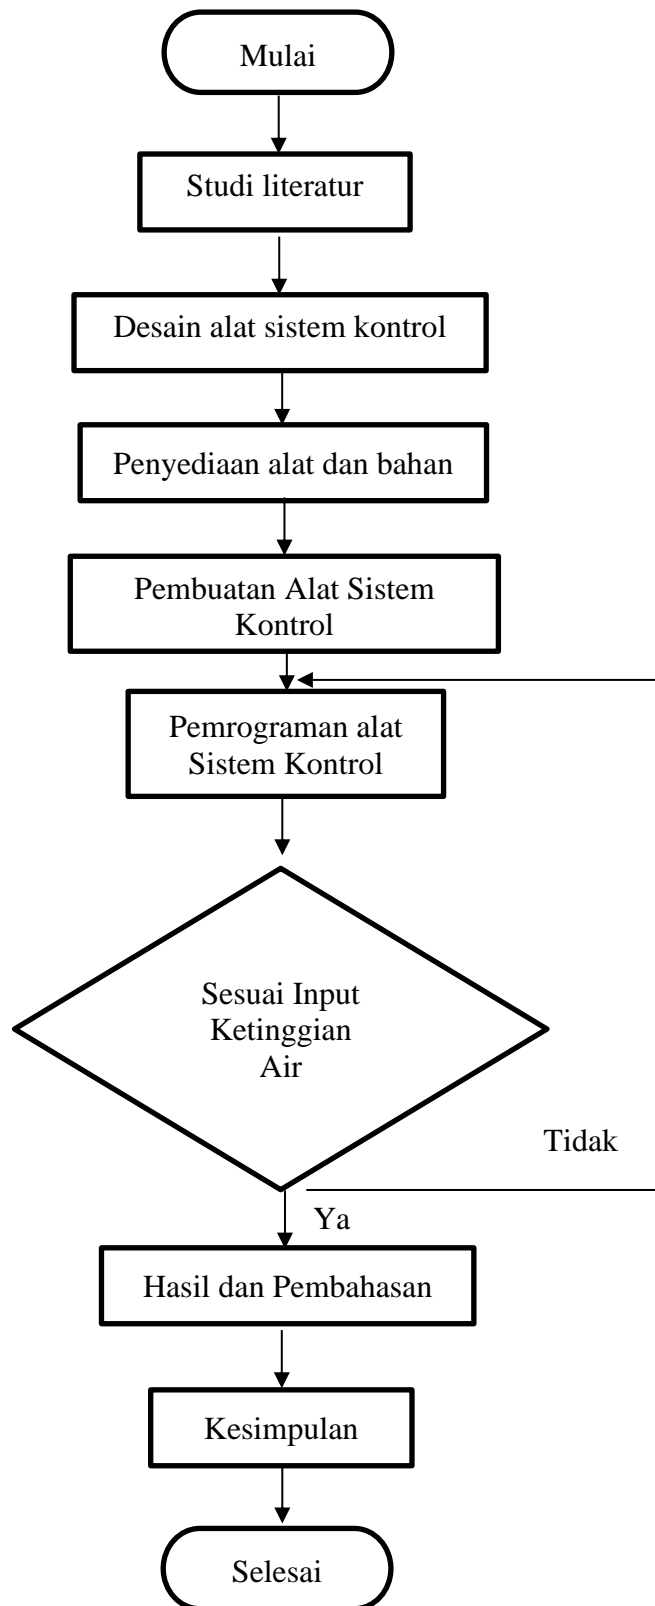 Mulai
Studi literatur
Desain alat sistem kontrol
Penyediaan alat dan bahan
Pembuatan Alat Sistem
Kontrol
Pemrograman alat
Sistem Kontrol
Sesuai Input
Ketinggian
Air
Tidak
Ya
Hasil dan Pembahasan
Kesimpulan
Selesai